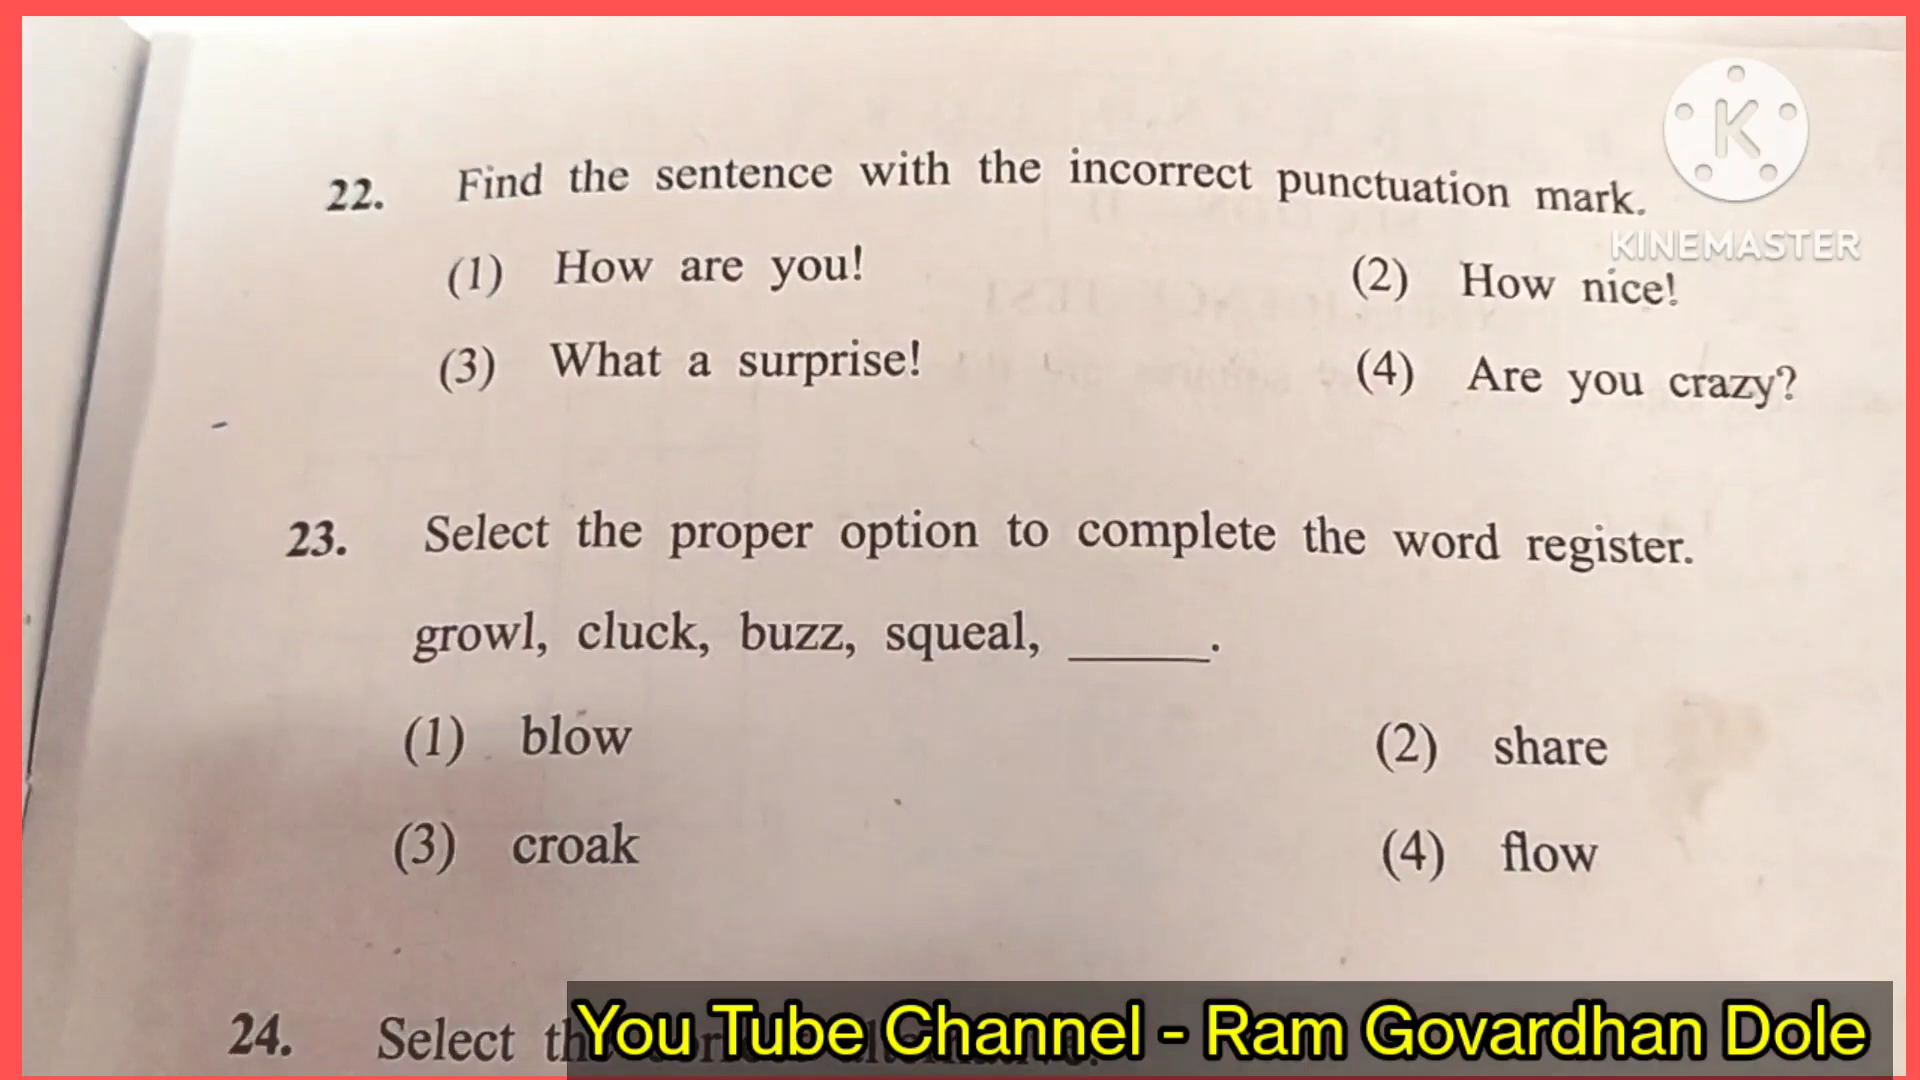 K
KINEMASTER
22. Find the sentence with the incorrect punctuation mark.
(1) How are you! (2) How nice!
(3) What a surprise! (4) Are you crazy?
23. Select the proper option to complete the word register.
growl, cluck, buzz, squeal, ______.
(1) blow (2) share
(3) croak (4) flow
24. Select
You Tube Channel - Ram Govardhan Dole